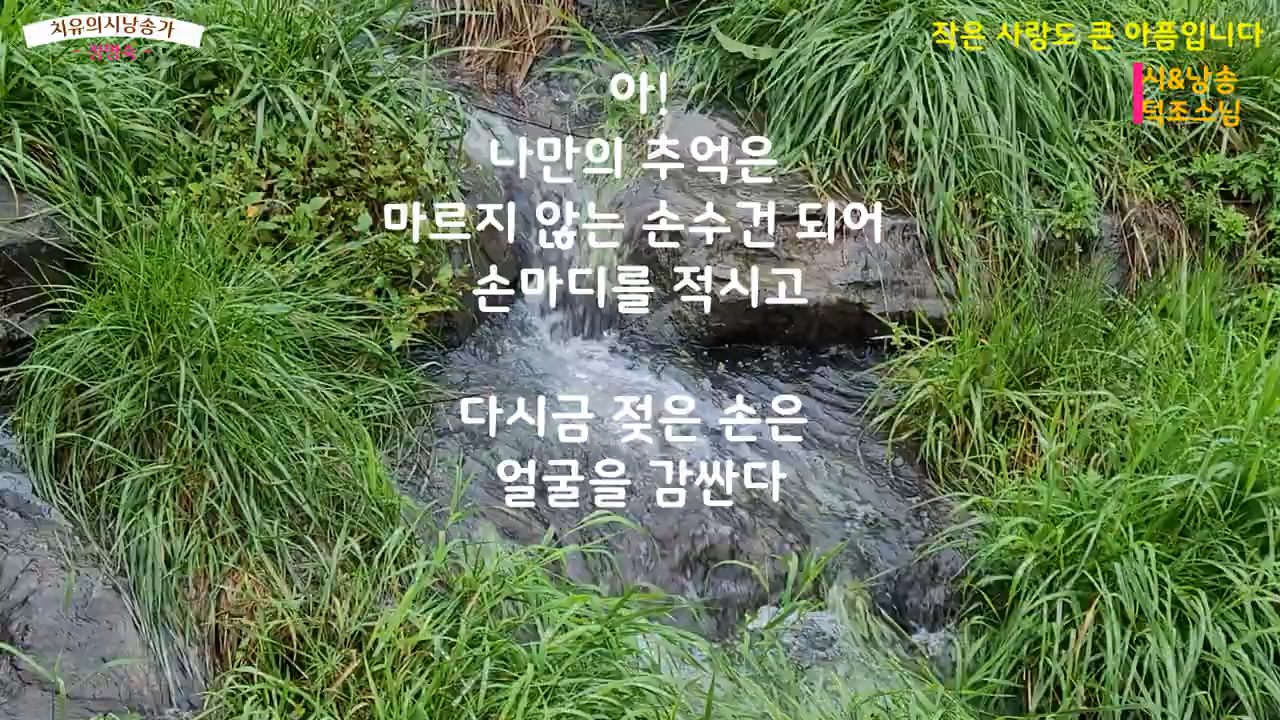 치유의시낭송가
작은 사랑도 큰 아픔입니다
시&낭송
덕조스님
아!
나만의 추억은
마르지 않는 손수건 되어
손마디를 적시고
다시금 젖은 손은
얼굴을 감싼다